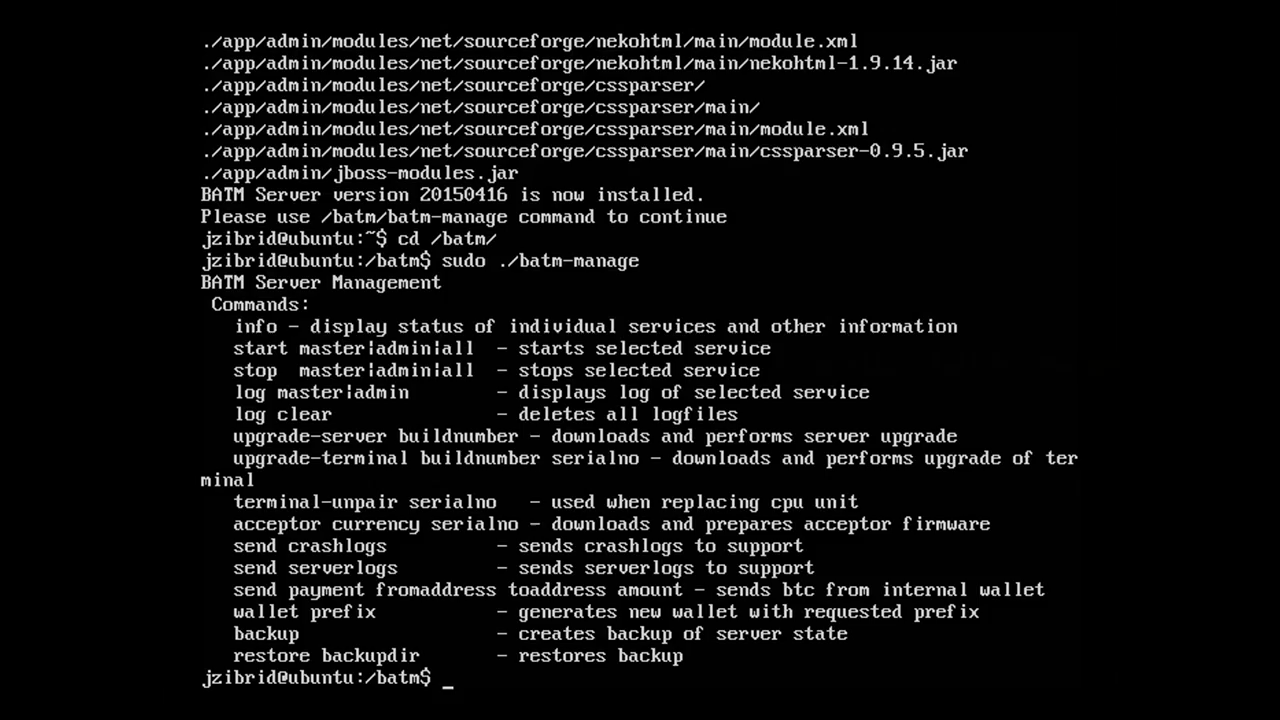 ./app/admin/modules/net/sourceforge/nekohtml/main/module.xml
./app/admin/modules/net/sourceforge/nekohtml/main/nekohtml-1.9.14.jar
./app/admin/modules/net/sourceforge/cssparser/
./app/admin/modules/net/sourceforge/cssparser/main/
./app/admin/modules/net/sourceforge/cssparser/main/module.xml
./app/admin/modules/net/sourceforge/cssparser/main/cssparser-0.9.5.jar
./app/admin/jboss-modules.jar
BATM Server version 20150416 is now installed.
Please use /batm/batm-manage command to continue
jzibrid@ubuntu:~$ cd /batm/
jzibrid@ubuntu:/batm$ sudo ./batm-manage
BATM Server Management
 Commands:
   info - display status of individual services and other information
   start master|admin|all  - starts selected service
   stop  master|admin|all  - stops selected service
   log master|admin        - displays log of selected service
   log clear               - deletes all logfiles
   upgrade-server buildnumber - downloads and performs server upgrade
   upgrade-terminal buildnumber serialno - downloads and performs upgrade of ter
minal
   terminal-unpair serialno   - used when replacing cpu unit
   acceptor currency serialno - downloads and prepares acceptor firmware
   send crashlogs          - sends crashlogs to support
   send serverlogs         - sends serverlogs to support
   send payment fromaddress toaddress amount - sends btc from internal wallet
   wallet prefix           - generates new wallet with requested prefix
   backup                  - creates backup of server state
   restore backupdir       - restores backup
jzibrid@ubuntu:/batm$ _